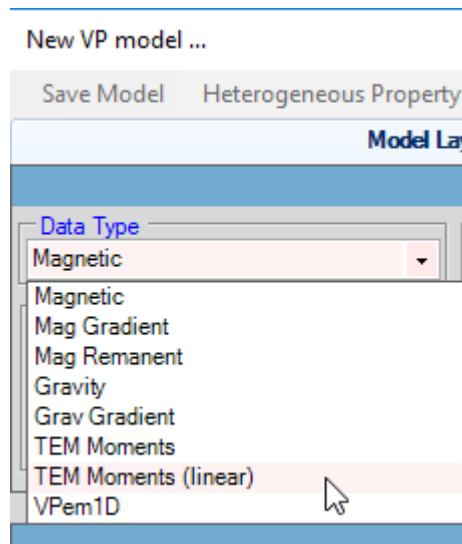 New VP model ...
Save Model Heterogeneous Property
Model La
Data Type
Magnetic
Magnetic
Mag Gradient
Mag Remanent
Gravity
Grav Gradient
TEM Moments
TEM Moments (linear)
VPem1D